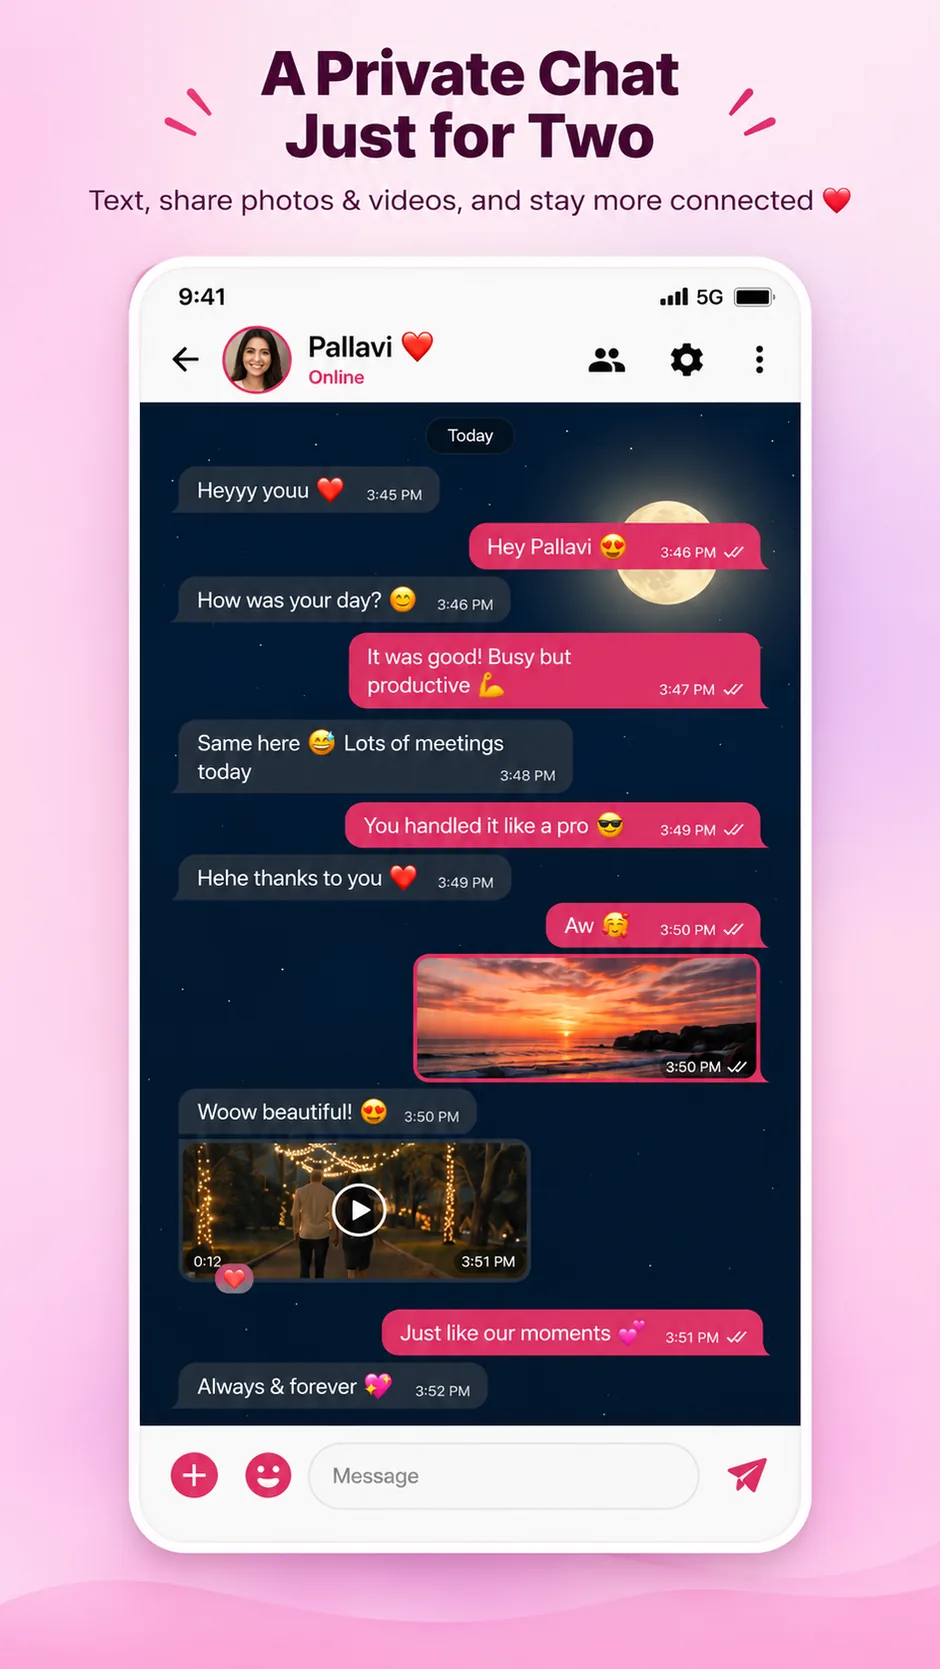 A Private Chat
Just for Two
Text, share photos & videos, and stay more connected ❤️
9:41
5G
Pallavi ❤️
Online
Today
Heyyy youu ❤️ 3:45 PM
Hey Pallavi 😍 3:46 PM
How was your day? 😊 3:46 PM
It was good! Busy but
productive 💪 3:47 PM
Same here 😅 Lots of meetings
today 3:48 PM
You handled it like a pro 😎 3:49 PM
Hehe thanks to you ❤️ 3:49 PM
Aw 🥰 3:50 PM
3:50 PM
Woow beautiful! 😍 3:50 PM
0:12 3:51 PM
Just like our moments 💞 3:51 PM
Always & forever 💖 3:52 PM
Message